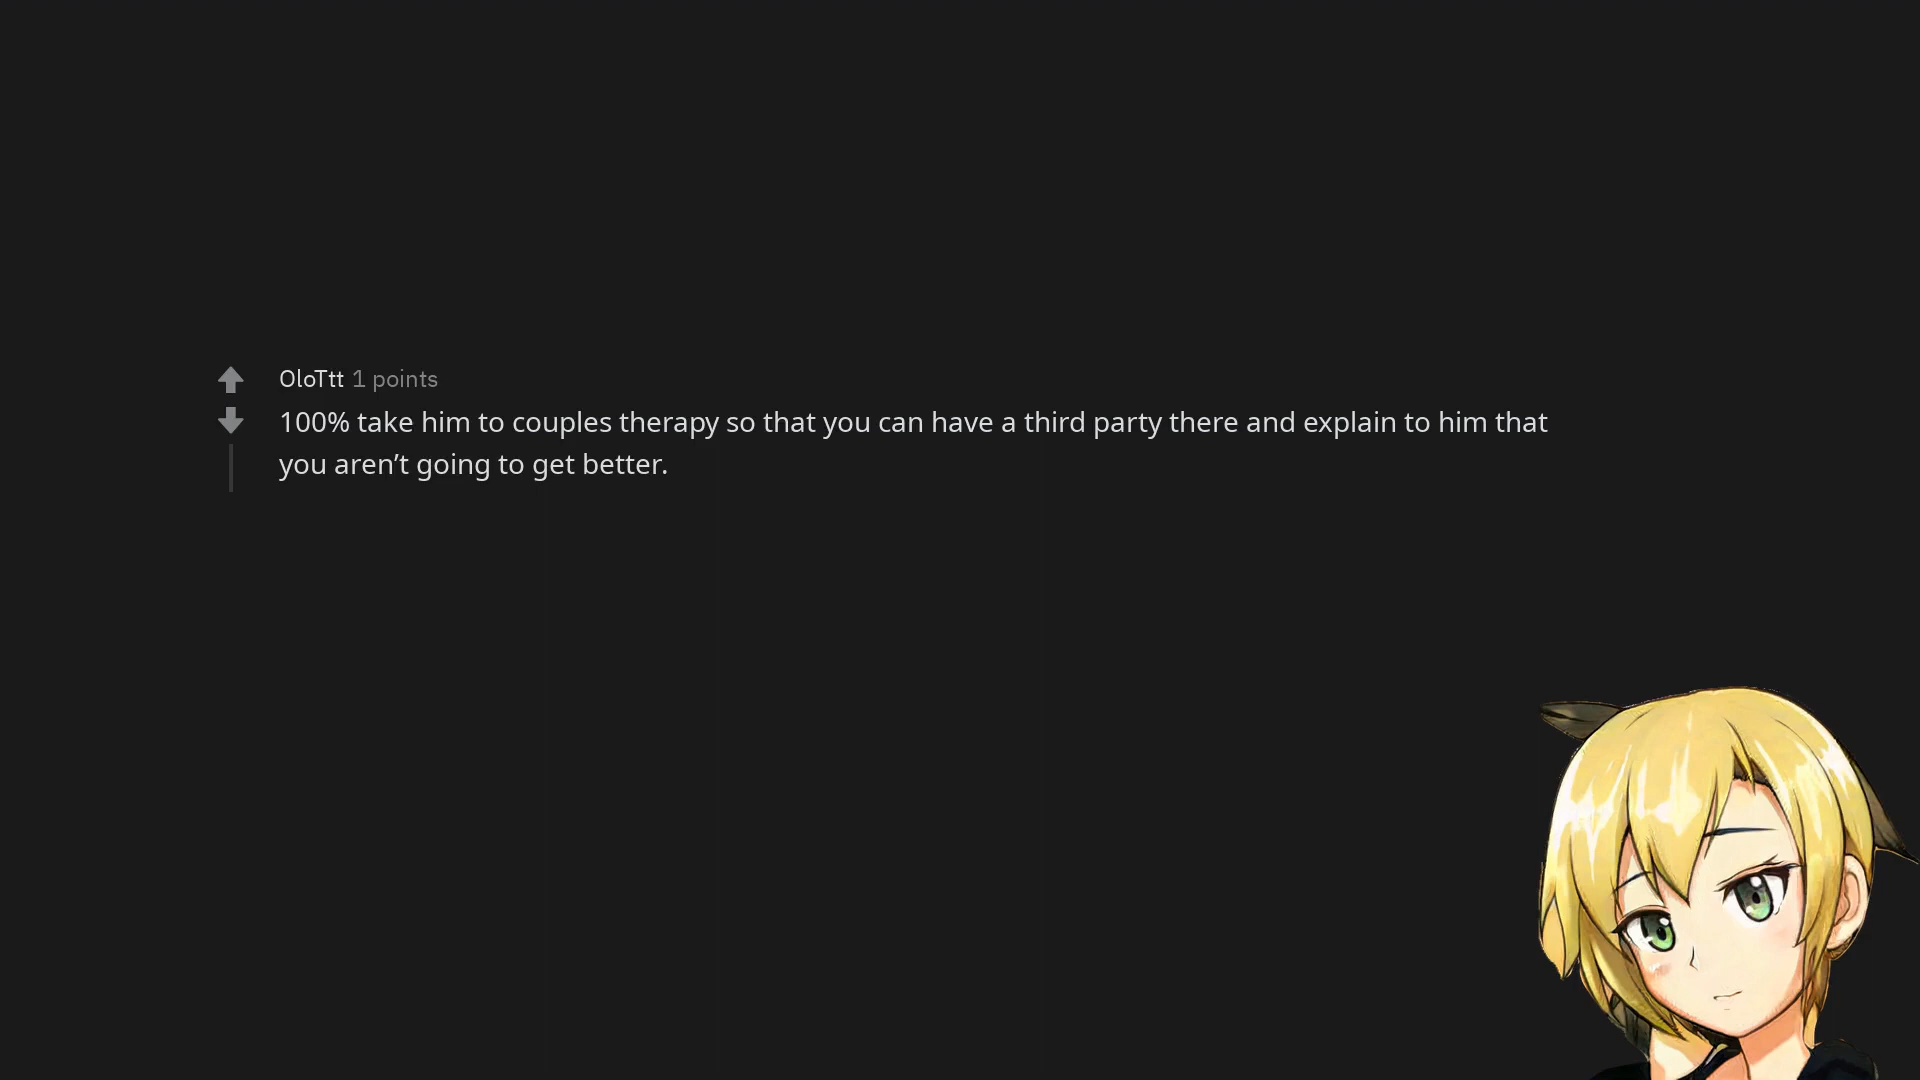 OloTtt 1 points
100% take him to couples therapy so that you can have a third party there and explain to him that
you aren’t going to get better.